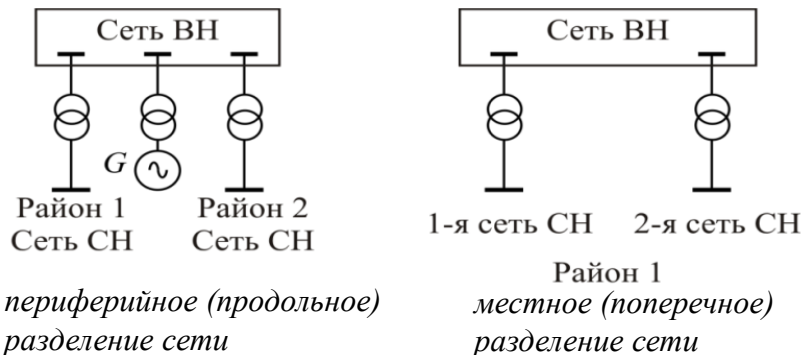 Сеть ВН
G
Район 1
Сеть СН
Район 2
Сеть СН
периферийное (продольное)
разделение сети
Сеть ВН
1-я сеть СН
2-я сеть СН
Район 1
местное (поперечное)
разделение сети